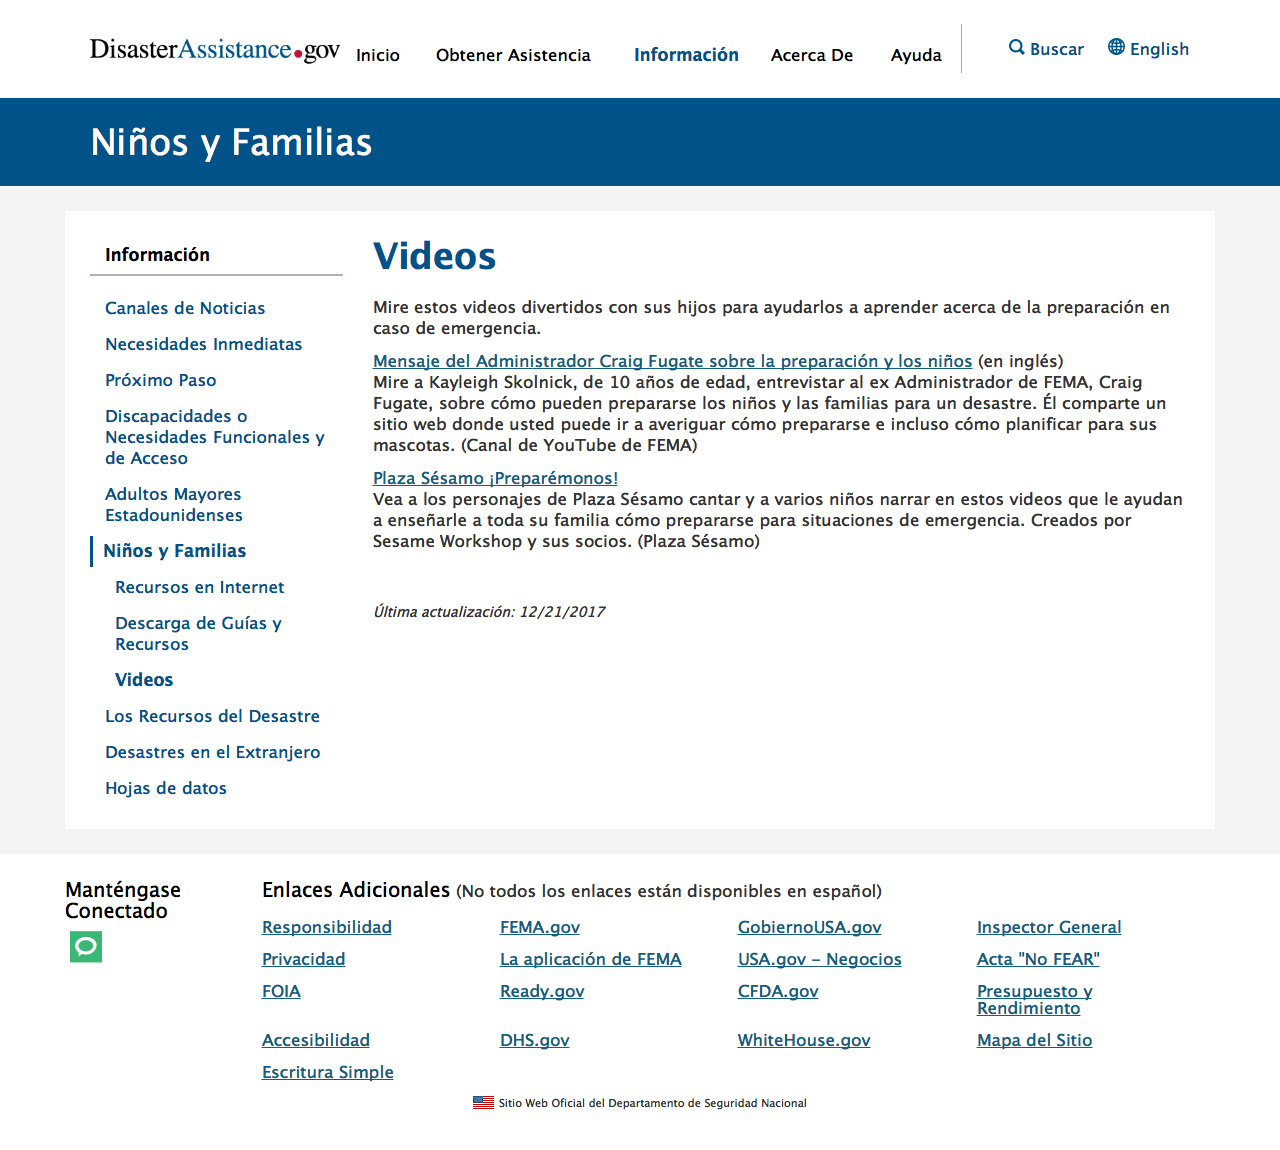 DisasterAssistance.gov
Inicio
Obtener Asistencia
Información
Acerca De
Ayuda
Buscar
English
Niños y Familias
Información
Canales de Noticias
Necesidades Inmediatas
Próximo Paso
Discapacidades o
Necesidades Funcionales y
de Acceso
Adultos Mayores
Estadounidenses
Niños y Familias
Recursos en Internet
Descarga de Guías y
Recursos
Videos
Los Recursos del Desastre
Desastres en el Extranjero
Hojas de datos
Videos
Mire estos videos divertidos con sus hijos para ayudarlos a aprender acerca de la preparación en
caso de emergencia.
Mensaje del Administrador Craig Fugate sobre la preparación y los niños (en inglés)
Mire a Kayleigh Skolnick, de 10 años de edad, entrevistar al ex Administrador de FEMA, Craig
Fugate, sobre cómo pueden prepararse los niños y las familias para un desastre. Él comparte un
sitio web donde usted puede ir a averiguar cómo prepararse e incluso cómo planificar para sus
mascotas. (Canal de YouTube de FEMA)
Plaza Sésamo ¡Preparémonos!
Vea a los personajes de Plaza Sésamo cantar y a varios niños narrar en estos videos que le ayudan
a enseñarle a toda su familia cómo prepararse para situaciones de emergencia. Creados por
Sesame Workshop y sus socios. (Plaza Sésamo)
Última actualización: 12/21/2017
Manténgase
Conectado
Enlaces Adicionales (No todos los enlaces están disponibles en español)
Responsibilidad
FEMA.gov
GobiernoUSA.gov
Inspector General
Privacidad
La aplicación de FEMA
USA.gov – Negocios
Acta "No FEAR"
FOIA
Ready.gov
CFDA.gov
Presupuesto y
Rendimiento
Accesibilidad
DHS.gov
WhiteHouse.gov
Mapa del Sitio
Escritura Simple
Sitio Web Oficial del Departamento de Seguridad Nacional